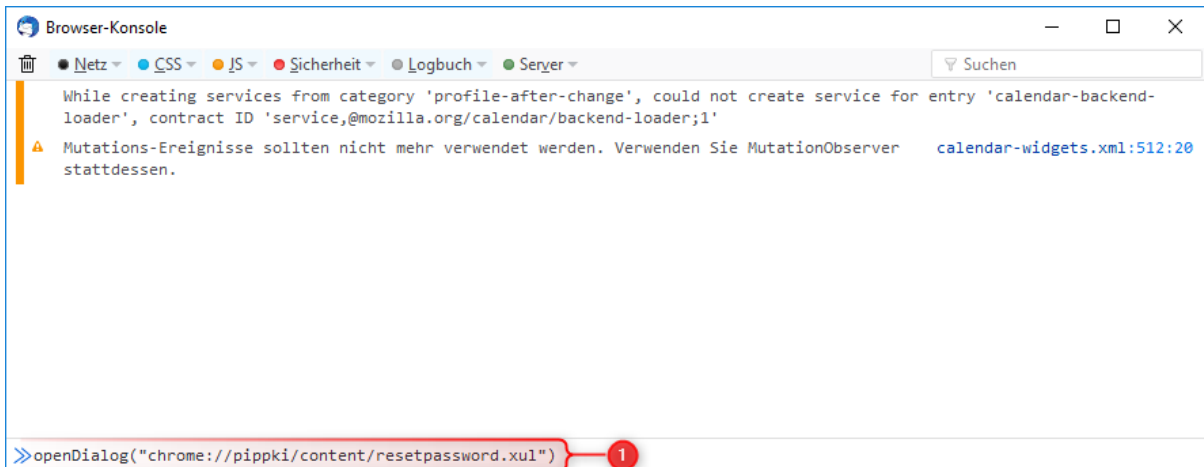 Browser-Konsole
Netz CSS JS Sicherheit Logbuch Server Suchen
While creating services from category 'profile-after-change', could not create service for entry 'calendar-backend-
loader', contract ID 'service,@mozilla.org/calendar/backend-loader;1'
Mutations-Ereignisse sollten nicht mehr verwendet werden. Verwenden Sie MutationObserver calendar-widgets.xml:512:20
stattdessen.
openDialog("chrome://pippki/content/resetpassword.xul") 1